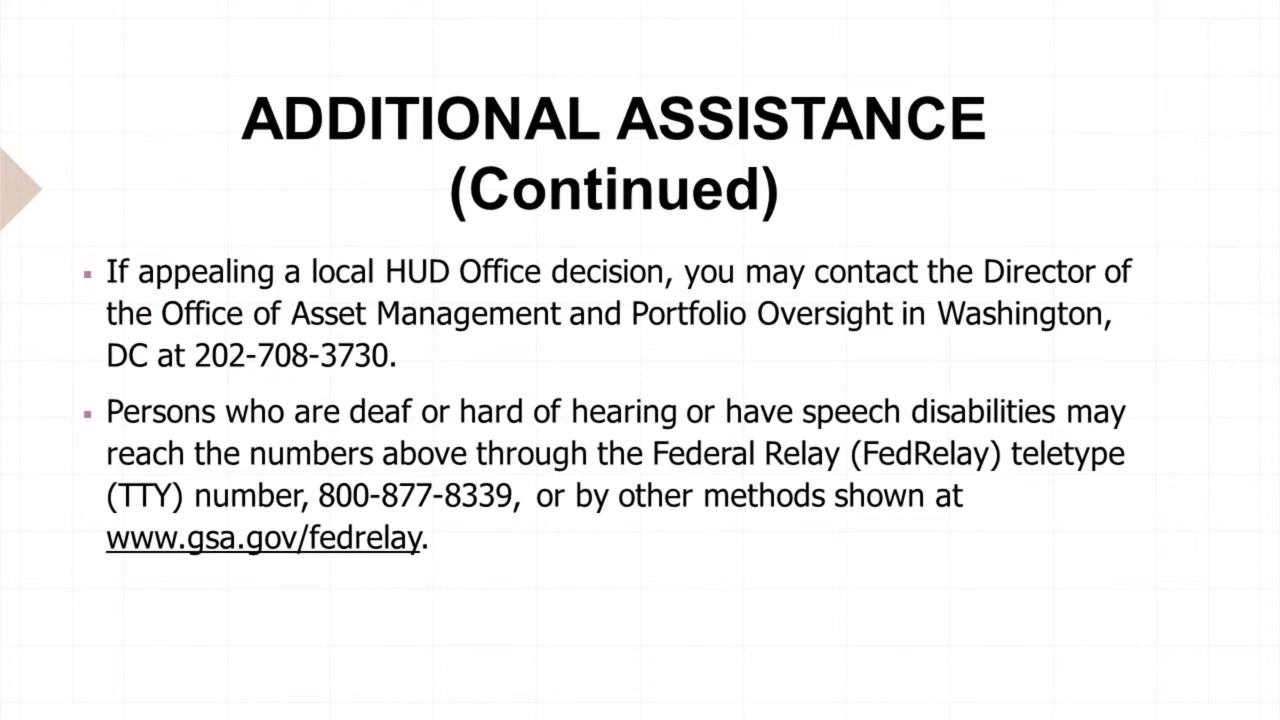 ADDITIONAL ASSISTANCE
(Continued)
▪ If appealing a local HUD Office decision, you may contact the Director of
the Office of Asset Management and Portfolio Oversight in Washington,
DC at 202-708-3730.
▪ Persons who are deaf or hard of hearing or have speech disabilities may
reach the numbers above through the Federal Relay (FedRelay) teletype
(TTY) number, 800-877-8339, or by other methods shown at
www.gsa.gov/fedrelay.